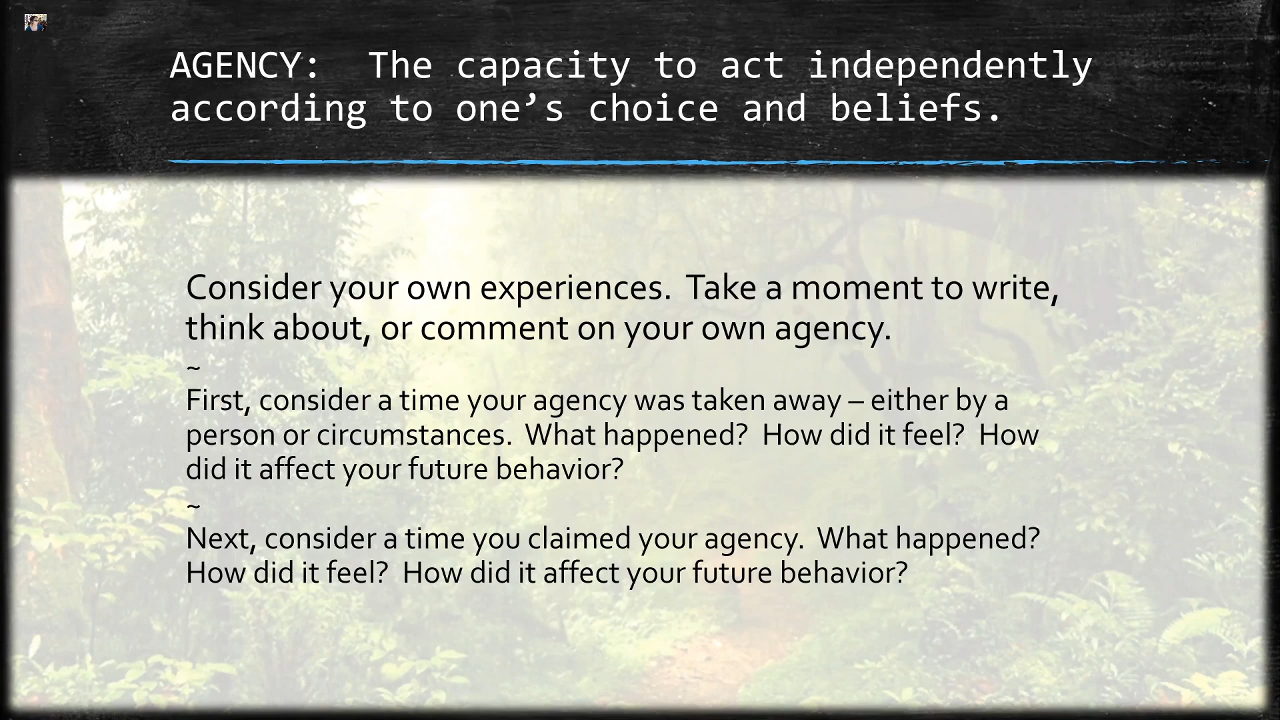 AGENCY:  The capacity to act independently
according to one’s choice and beliefs.
Consider your own experiences.  Take a moment to write,
think about, or comment on your own agency.
~
First, consider a time your agency was taken away – either by a
person or circumstances.  What happened?  How did it feel?  How
did it affect your future behavior?
~
Next, consider a time you claimed your agency.  What happened?
How did it feel?  How did it affect your future behavior?